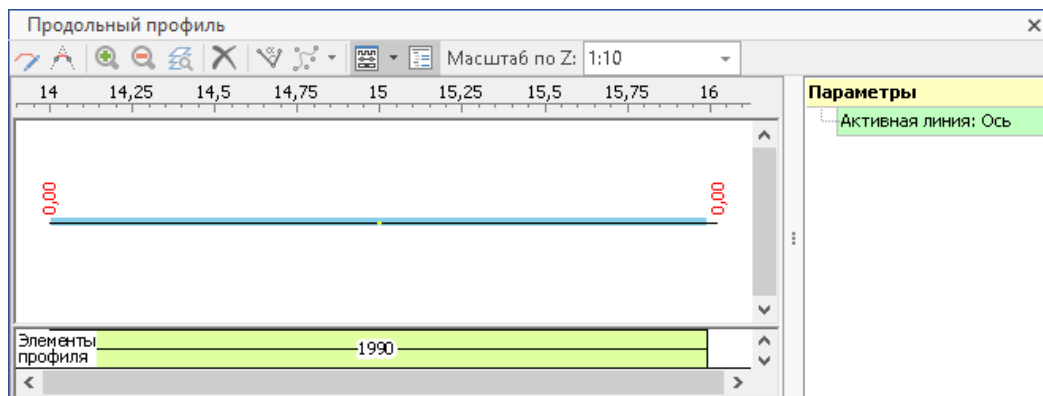 Продольный профиль
Масштаб по Z: 1:10
14 14,25 14,5 14,75 15 15,25 15,5 15,75 16
Параметры
Активная линия: Ось
0,00 0,00
Элементы профиля
1990